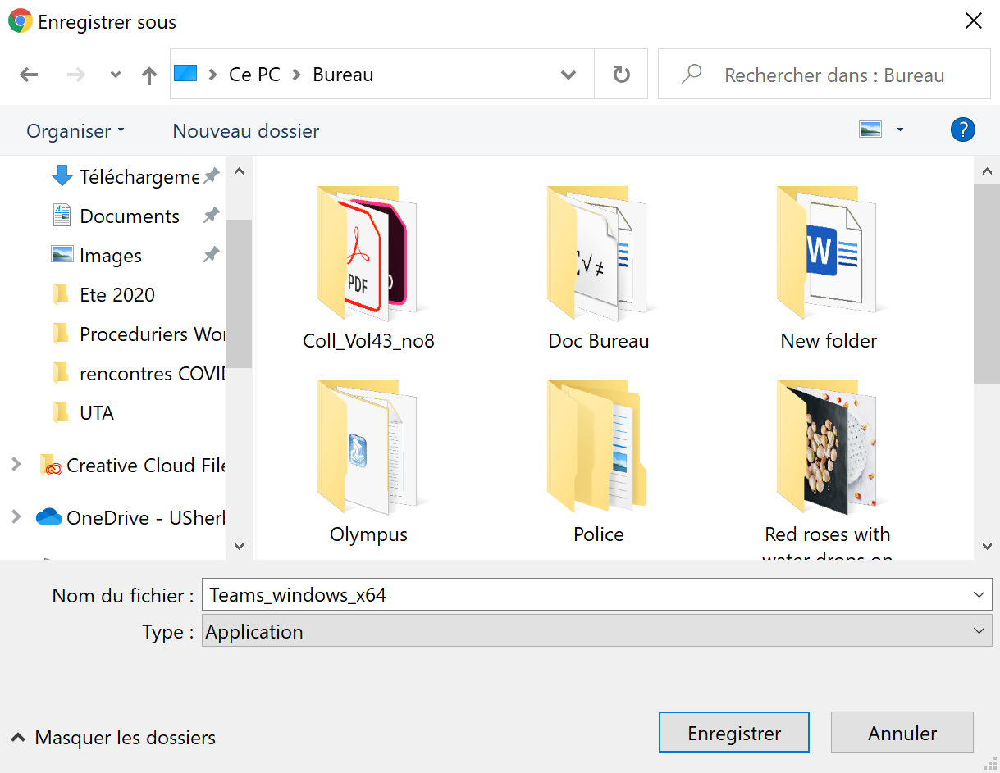 Enregistrer sous
Ce PC > Bureau
Rechercher dans : Bureau
Organiser
Nouveau dossier
?
Téléchargeme
Documents
Images
Ete 2020
Proceduriers Wor
rencontres COVID
UTA
Creative Cloud File
OneDrive - USherl
PDF
Coll_Vol43_no8
√ ≠
Doc Bureau
W
New folder
Olympus
Police
Red roses with
water drops on
Nom du fichier : Teams_windows_x64
Type : Application
Masquer les dossiers
Enregistrer
Annuler